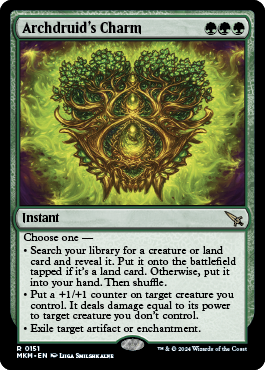 Archdruid's Charm
Instant
Choose one —
• Search your library for a creature or land
card and reveal it. Put it onto the battlefield
tapped if it's a land card. Otherwise, put it
into your hand. Then shuffle.
• Put a +1/+1 counter on target creature you
control. It deals damage equal to its power
to target creature you don't control.
• Exile target artifact or enchantment.
R 0151
MKM • EN Liiga Smilshkalne
™ & © 2024 Wizards of the Coast